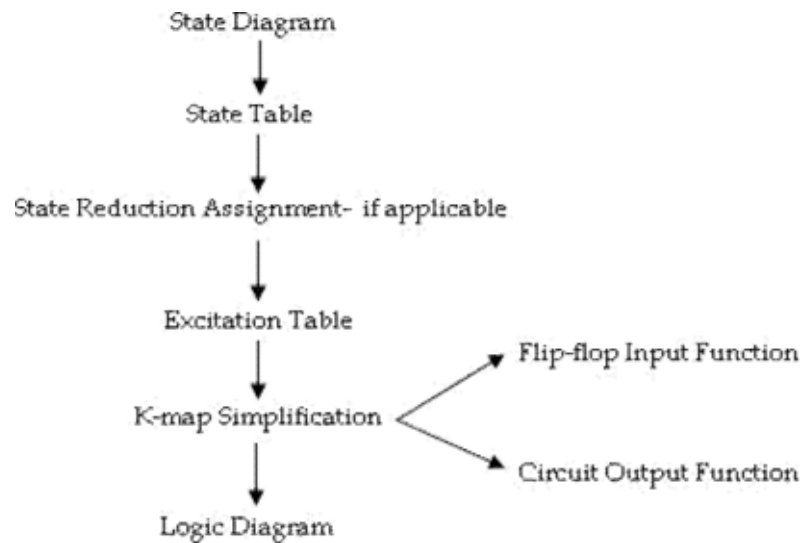 State Diagram
State Table
State Reduction Assignment- if applicable
Excitation Table
Flip-flop Input Function
K-map Simplification
Circuit Output Function
Logic Diagram